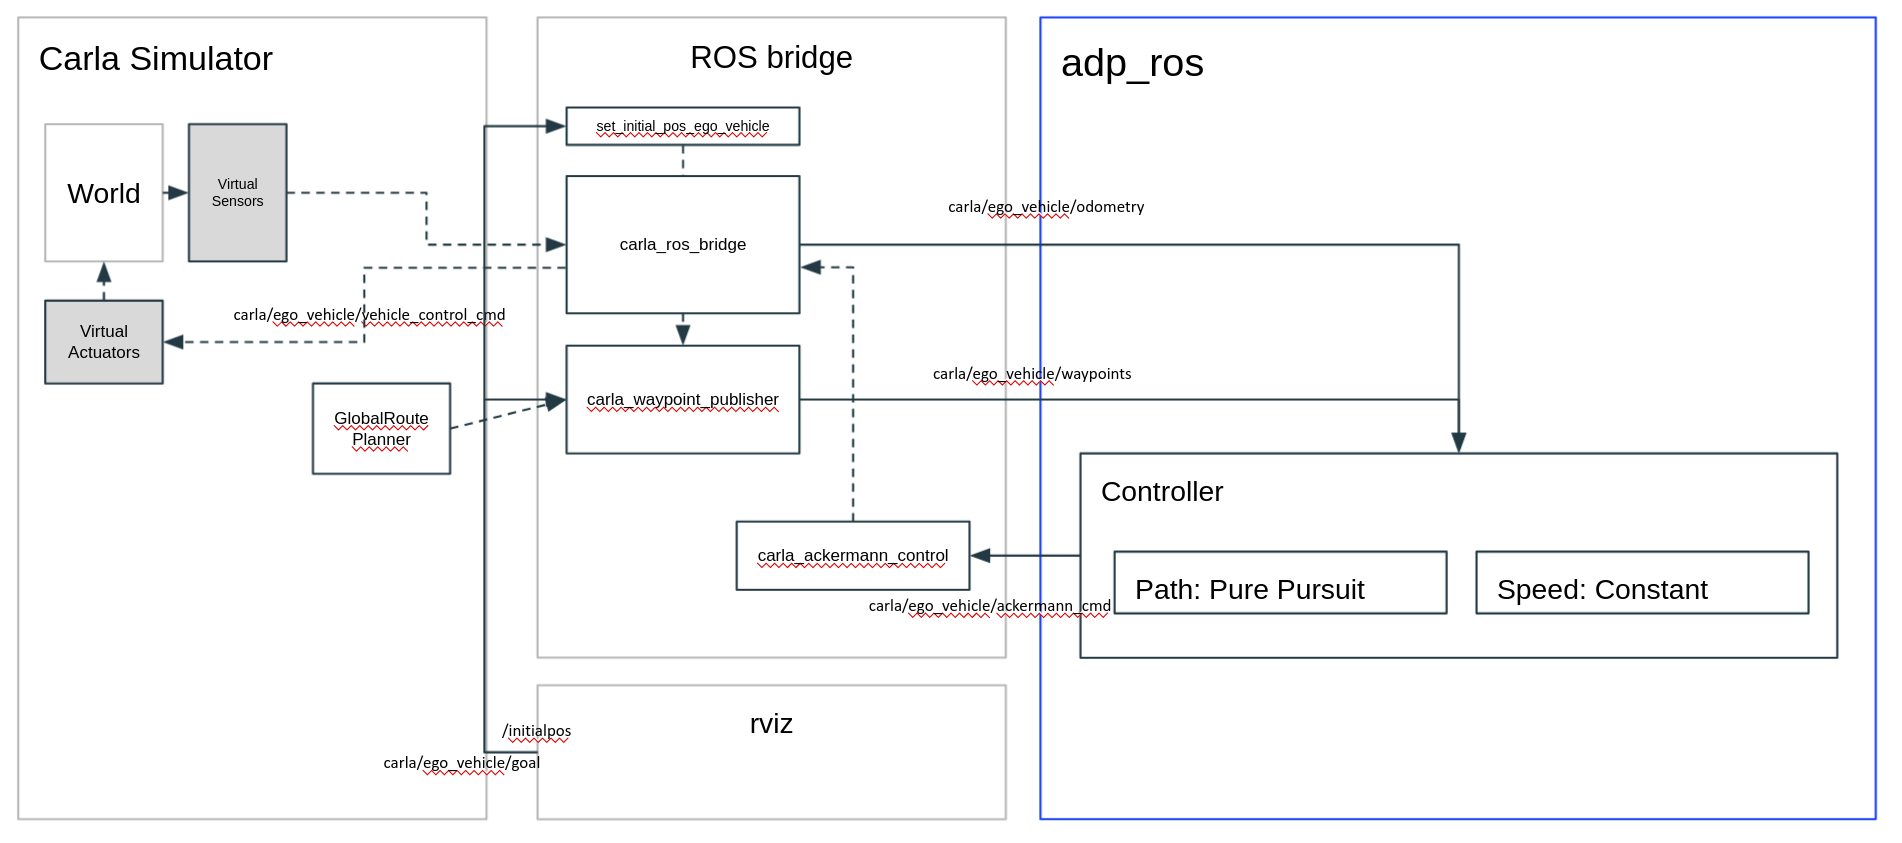 Carla Simulator
World
Virtual
Sensors
Virtual
Actuators
carla/ego_vehicle/vehicle_control_cmd
GlobalRoute
Planner
ROS bridge
set_initial_pos_ego_vehicle
carla_ros_bridge
carla_waypoint_publisher
carla_ackermann_control
carla/ego_vehicle/odometry
carla/ego_vehicle/waypoints
carla/ego_vehicle/ackermann_cmd
rviz
/initialpos
carla/ego_vehicle/goal
adp_ros
Controller
Path: Pure Pursuit
Speed: Constant